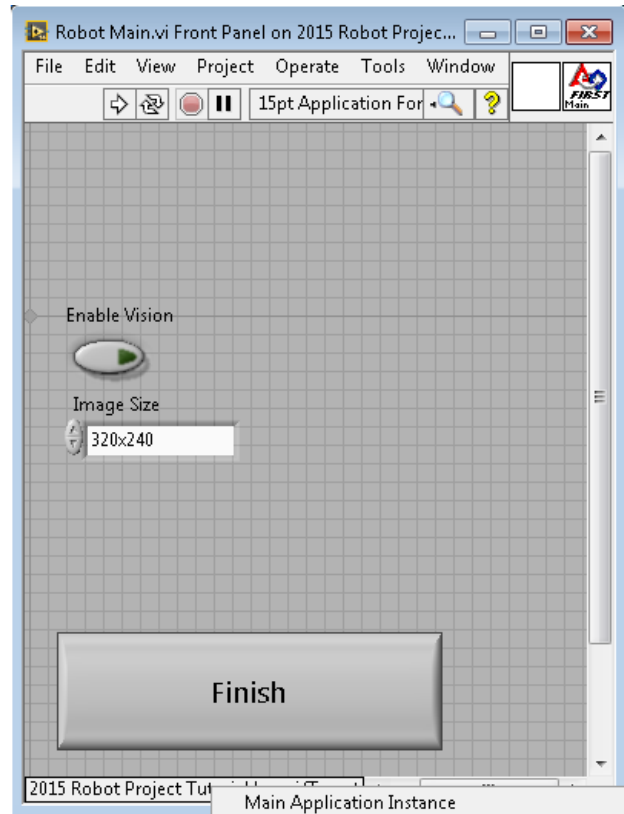 Robot Main.vi Front Panel on 2015 Robot Projec...
File Edit View Project Operate Tools Window
15pt Application For
FIRST
Main
Enable Vision
Image Size
320x240
Finish
2015 Robot Project
Main Application Instance